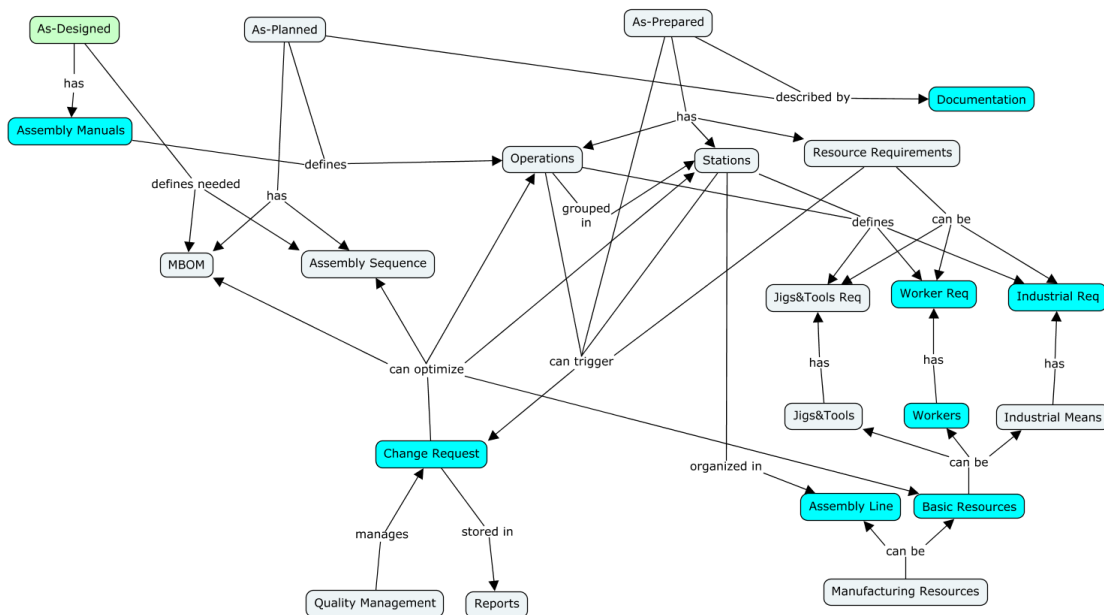 As-Designed
As-Planned
As-Prepared
has
described by
Documentation
Assembly Manuals
has
defines
Operations
Stations
Resource Requirements
defines needed
has
grouped
in
defines
can be
MBOM
Assembly Sequence
Jigs&Tools Req
Worker Req
Industrial Req
can optimize
can trigger
has
has
has
Jigs&Tools
Workers
Industrial Means
Change Request
organized in
can be
Assembly Line
Basic Resources
manages
stored in
can be
Quality Management
Reports
Manufacturing Resources